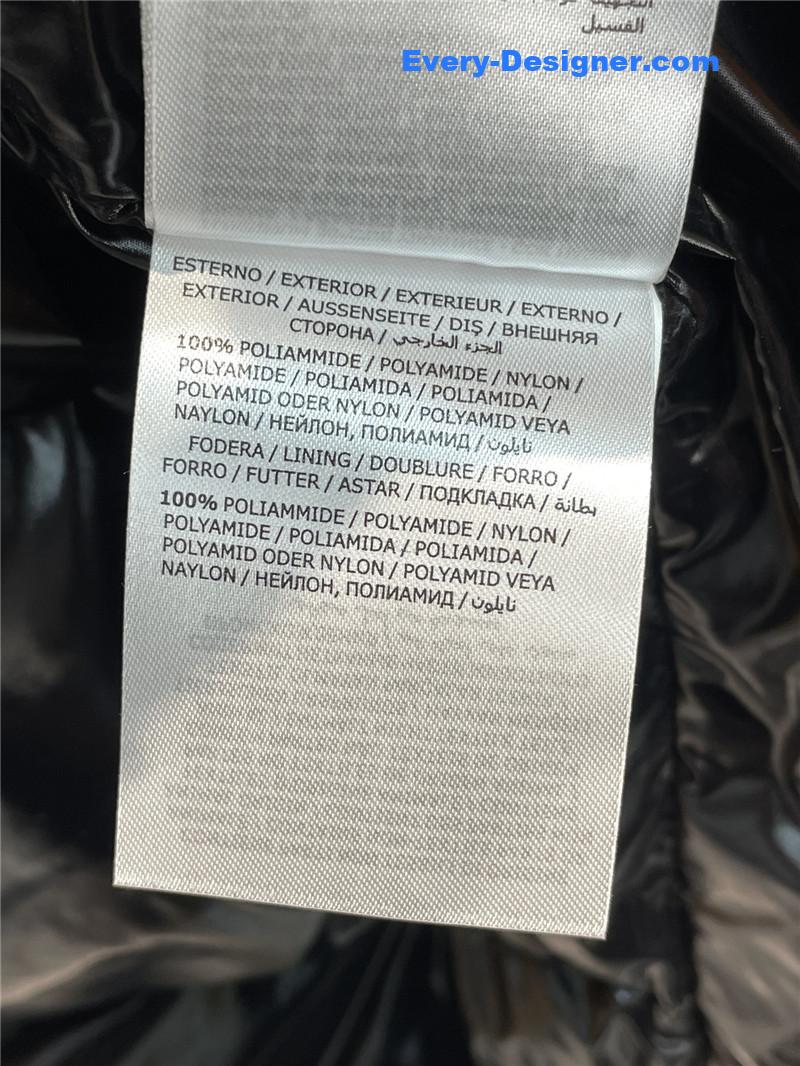 الغسيل
Every-Designer.com
ESTERNO / EXTERIOR / EXTERIEUR / EXTERNO /
EXTERIOR / AUSSENSEITE / DIŞ / ВНЕШНЯЯ
СТОРОНА / الجزء الخارجي
100% POLIAMMIDE / POLYAMIDE / NYLON /
POLYAMIDE / POLIAMIDA / POLIAMIDA /
POLYAMID ODER NYLON / POLYAMID VEYA
NAYLON / НЕЙЛОН, ПОЛИАМИД / نايلون
FODERA / LINING / DOUBLURE / FORRO /
FORRO / FUTTER / ASTAR / ПОДКЛАДКА / بطانة
100% POLIAMMIDE / POLYAMIDE / NYLON /
POLYAMIDE / POLIAMIDA / POLIAMIDA /
POLYAMID ODER NYLON / POLYAMID VEYA
NAYLON / НЕЙЛОН, ПОЛИАМИД / نايلون